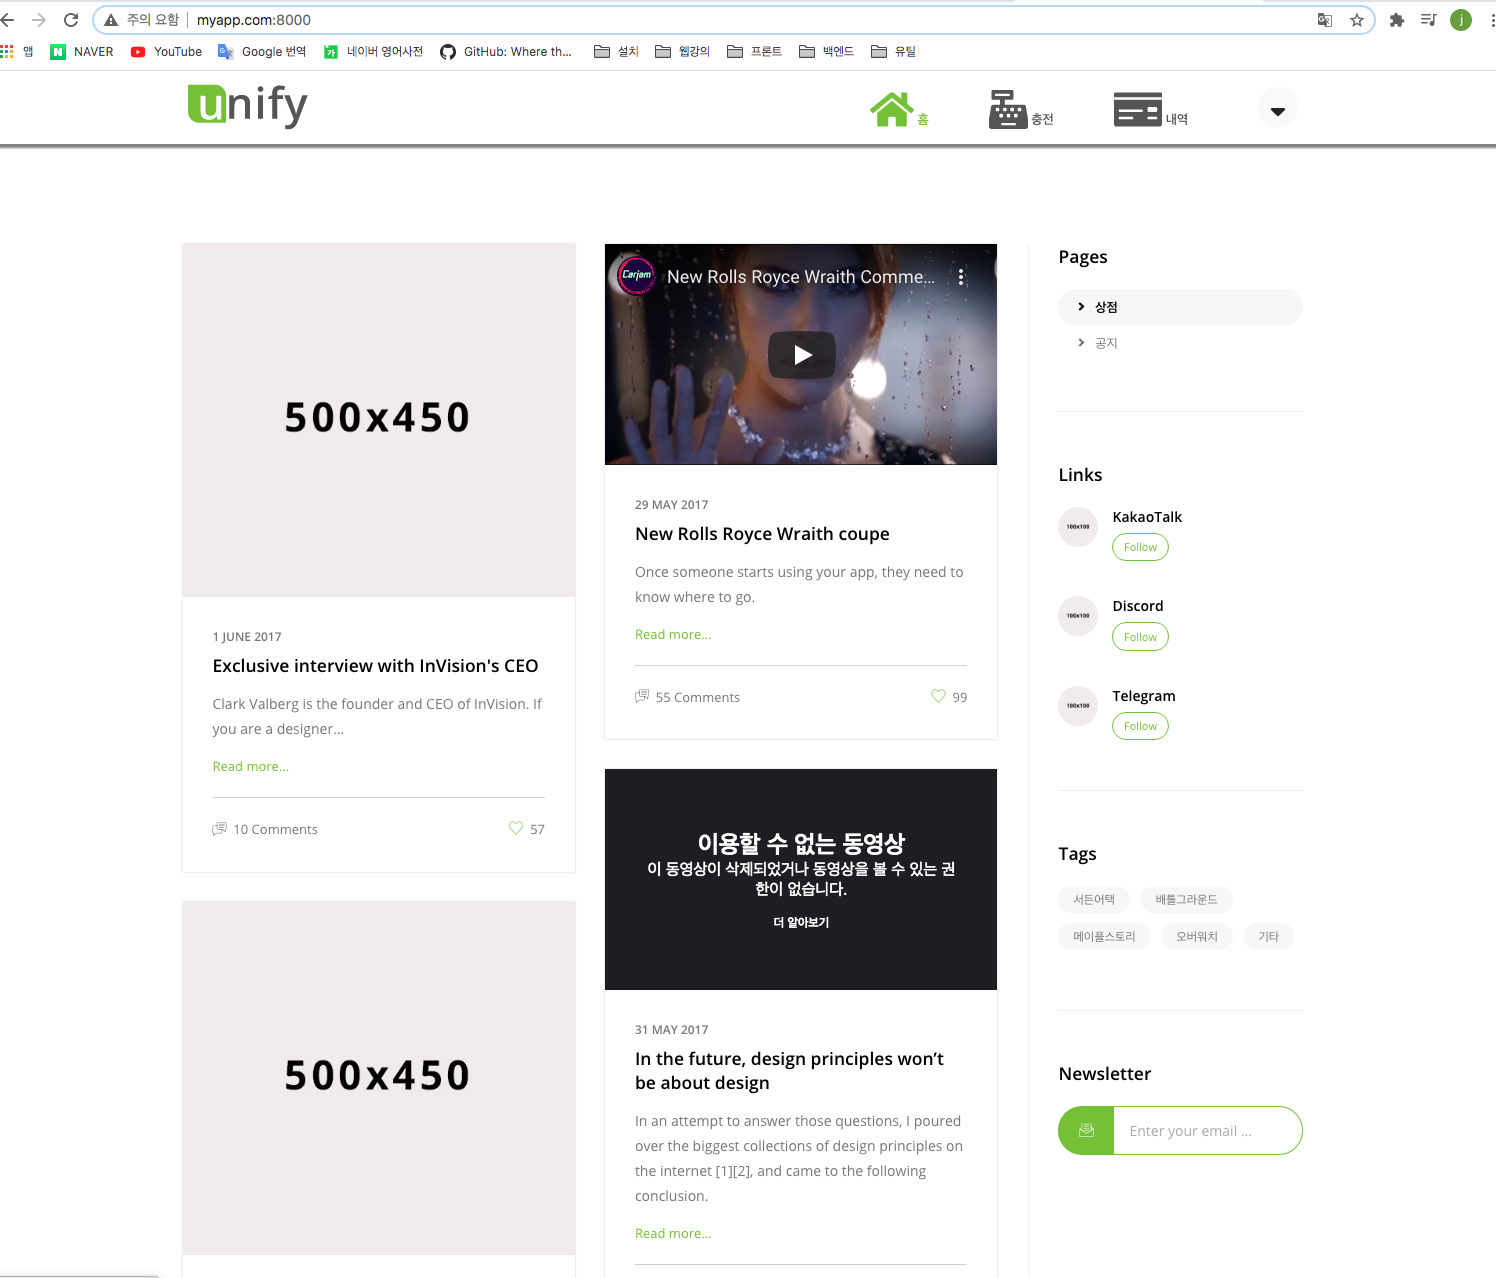 주의 요함 myapp.com:8000
j
앱 NAVER YouTube Google 번역 네이버 영어사전 GitHub: Where th... 설치 웹강의 프론트 백엔드 유틸
unify
홈 충전 내역
500x450
1 JUNE 2017
Exclusive interview with InVision's CEO
Clark Valberg is the founder and CEO of InVision. If
you are a designer...
Read more...
10 Comments 57
500x450
Carjam
New Rolls Royce Wraith Comme...
29 MAY 2017
New Rolls Royce Wraith coupe
Once someone starts using your app, they need to
know where to go.
Read more...
55 Comments 99
이용할 수 없는 동영상
이 동영상이 삭제되었거나 동영상을 볼 수 있는 권
한이 없습니다.
더 알아보기
31 MAY 2017
In the future, design principles won’t
be about design
In an attempt to answer those questions, I poured
over the biggest collections of design principles on
the internet [1][2], and came to the following
conclusion.
Read more...
Pages
상점
공지
Links
100x100
KakaoTalk
Follow
100x100
Discord
Follow
100x100
Telegram
Follow
Tags
서든어택 배틀그라운드
메이플스토리 오버워치 기타
Newsletter
Enter your email ...